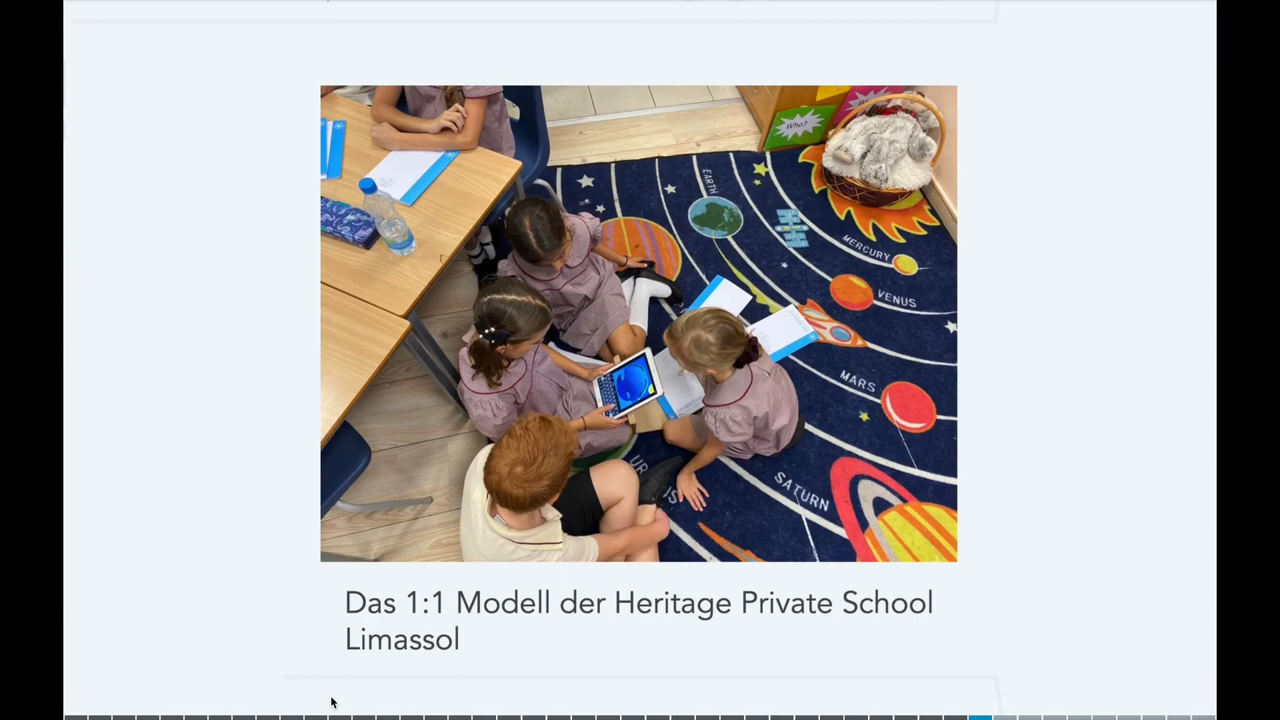 Who?
EARTH
MERCURY
VENUS
MARS
SATURN
Das 1:1 Modell der Heritage Private School
Limassol